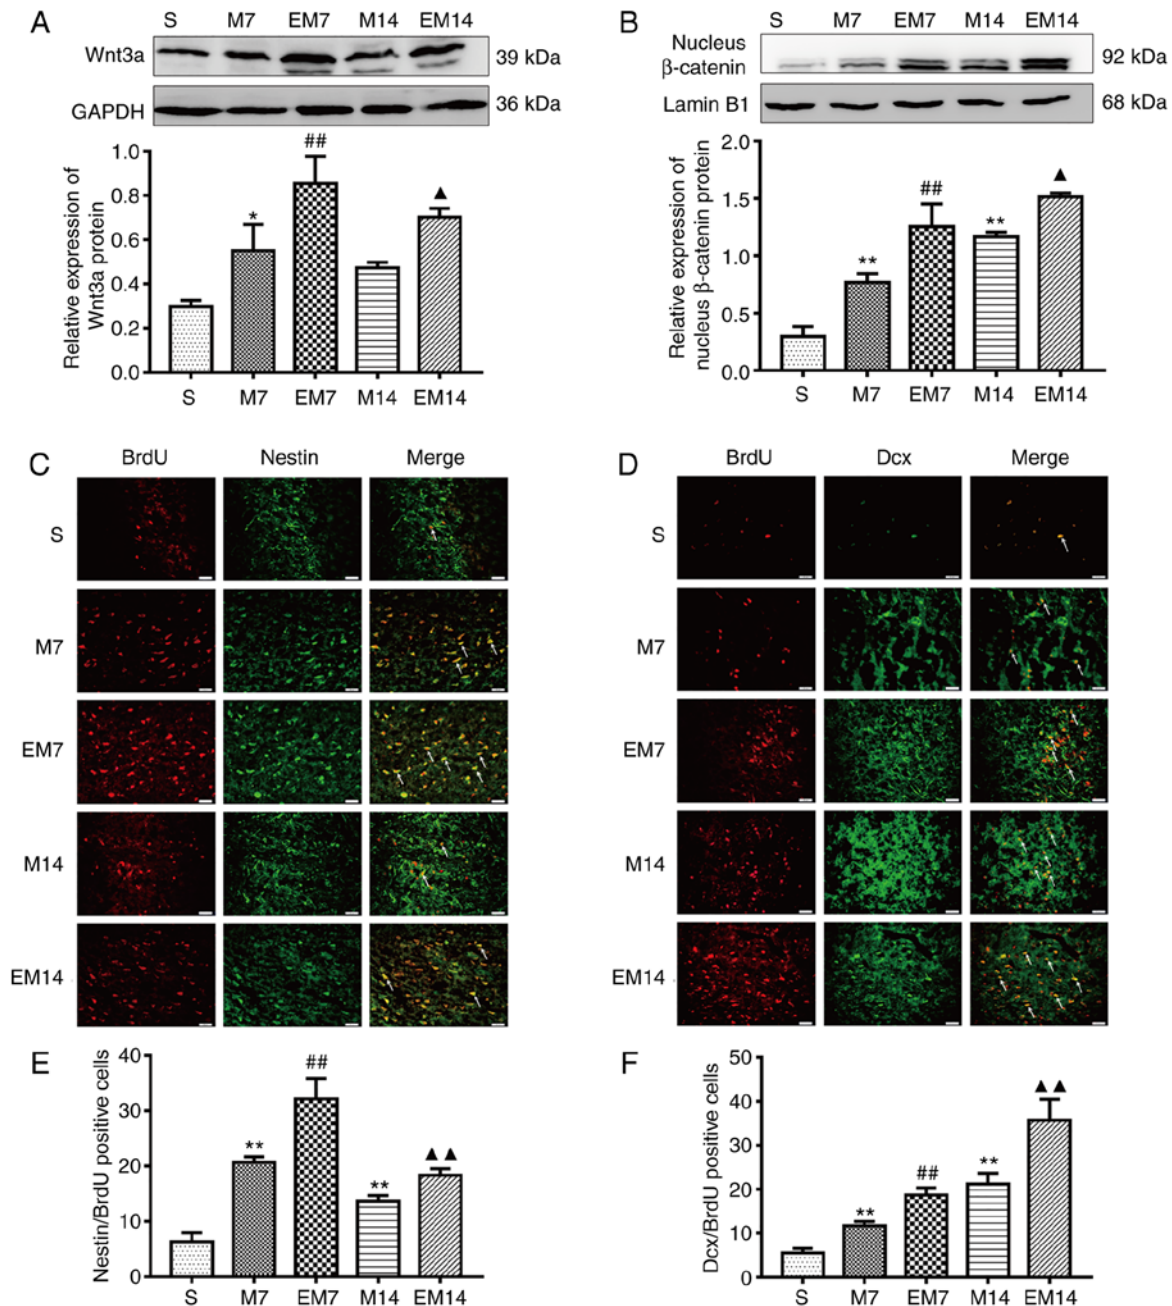 A
S M7 EM7 M14 EM14
Wnt3a
39 kDa
GAPDH
36 kDa
Relative expression of
Wnt3a protein
1.0
0.8
0.6
0.4
0.2
0.0
*
##
▲
S M7 EM7 M14 EM14
B
S M7 EM7 M14 EM14
Nucleus
β-catenin
92 kDa
Lamin B1
68 kDa
Relative expression of
nucleus β-catenin protein
2.0
1.5
1.0
0.5
0.0
**
##
**
▲
S M7 EM7 M14 EM14
C
BrdU Nestin Merge
S
M7
EM7
M14
EM14
D
BrdU Dcx Merge
S
M7
EM7
M14
EM14
E
Nestin/BrdU positive cells
40
30
20
10
0
**
##
**
▲▲
S M7 EM7 M14 EM14
F
Dcx/BrdU positive cells
50
40
30
20
10
0
**
##
**
▲▲
S M7 EM7 M14 EM14